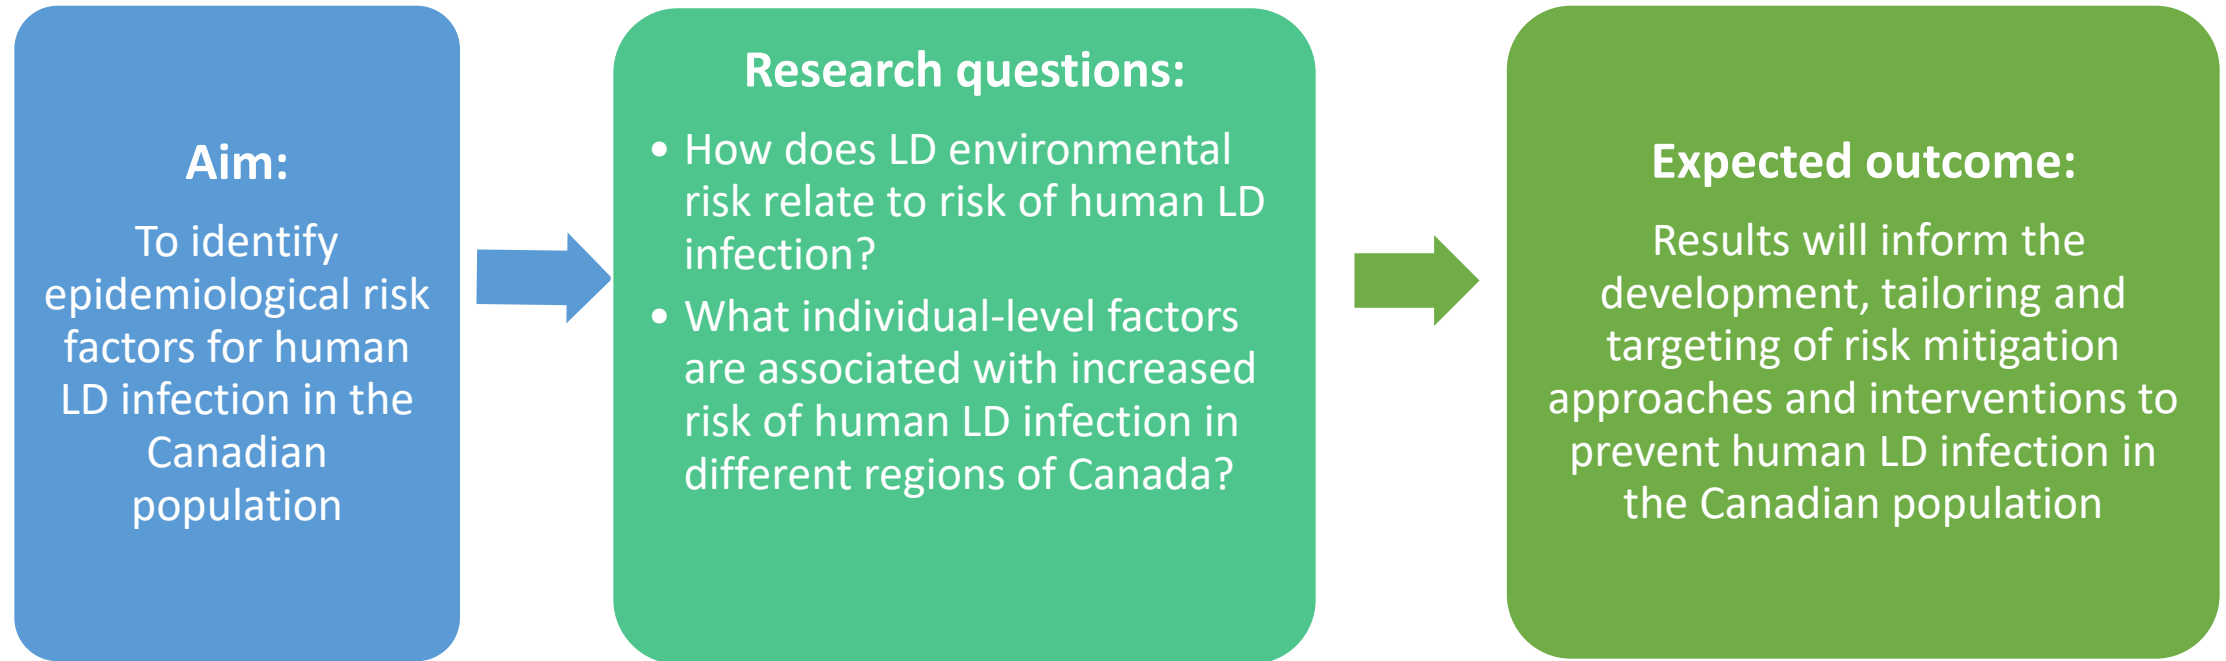 Aim:
To identify
epidemiological risk
factors for human
LD infection in the
Canadian
population
Research questions:
• How does LD environmental
risk relate to risk of human LD
infection?
• What individual-level factors
are associated with increased
risk of human LD infection in
different regions of Canada?
Expected outcome:
Results will inform the
development, tailoring and
targeting of risk mitigation
approaches and interventions to
prevent human LD infection in
the Canadian population